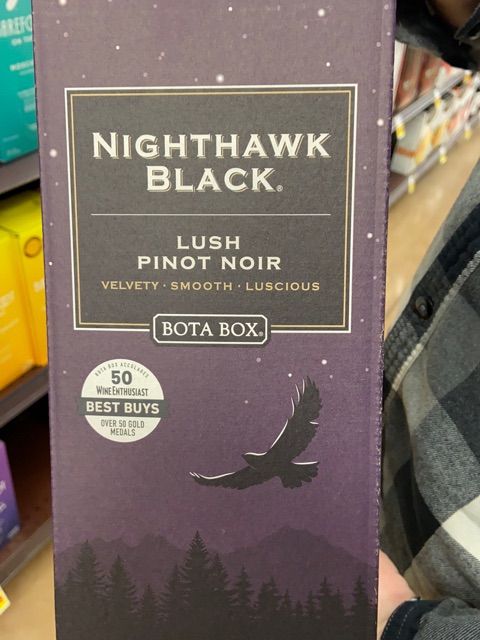 NIGHTHAWK
BLACK®
LUSH
PINOT NOIR
VELVETY · SMOOTH · LUSCIOUS
BOTA BOX®
BOTA BOX ACCOLADES
50
WINEENTHUSIAST
BEST BUYS
OVER 50 GOLD
MEDALS